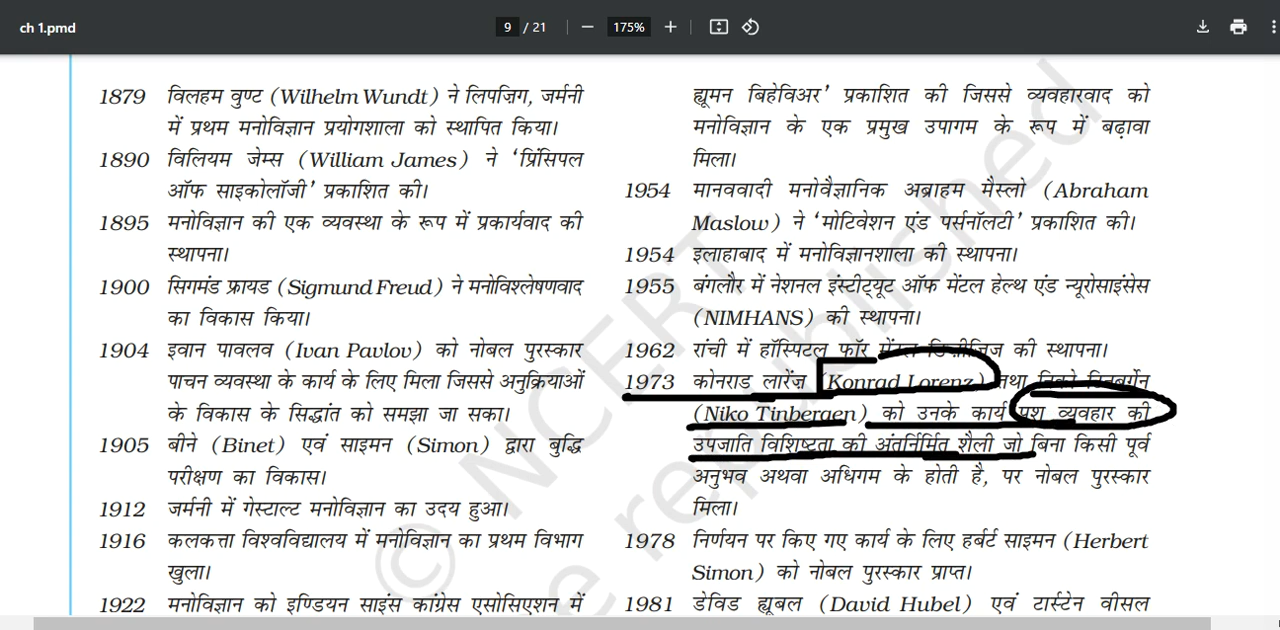 ch 1.pmd
9 / 21
175%
1879 विलहम वुण्ट (Wilhelm Wundt) ने लिपज़िग, जर्मनी
में प्रथम मनोविज्ञान प्रयोगशाला को स्थापित किया।
1890 विलियम जेम्स (William James) ने ‘प्रिंसिपल
ऑफ साइकोलॉजी’ प्रकाशित की।
1895 मनोविज्ञान की एक व्यवस्था के रूप में प्रकार्यवाद की
स्थापना।
1900 सिगमंड फ्रायड (Sigmund Freud) ने मनोविश्लेषणवाद
का विकास किया।
1904 इवान पावलव (Ivan Pavlov) को नोबल पुरस्कार
पाचन व्यवस्था के कार्य के लिए मिला जिससे अनुक्रियाओं
के विकास के सिद्धांत को समझा जा सका।
1905 बीने (Binet) एवं साइमन (Simon) द्वारा बुद्धि
परीक्षण का विकास।
1912 जर्मनी में गेस्टाल्ट मनोविज्ञान का उदय हुआ।
1916 कलकत्ता विश्वविद्यालय में मनोविज्ञान का प्रथम विभाग
खुला।
1922 मनोविज्ञान को इण्डियन साइंस कांग्रेस एसोसिएशन में
ह्यूमन बिहेविअर’ प्रकाशित की जिससे व्यवहारवाद को
मनोविज्ञान के एक प्रमुख उपागम के रूप में बढ़ावा
मिला।
1954 मानववादी मनोवैज्ञानिक अब्राहम मैस्लो (Abraham
Maslow) ने ‘मोटिवेशन एंड पर्सनॉलटी’ प्रकाशित की।
1954 इलाहाबाद में मनोविज्ञानशाला की स्थापना।
1955 बंगलौर में नेशनल इंस्टीट्यूट ऑफ मेंटल हेल्थ एंड न्यूरोसाइंसेस
(NIMHANS) की स्थापना।
1962 रांची में हॉस्पिटल फॉर मेंनल डिज़ीज़िज की स्थापना।
1973 कोनराड लारेंज़ (Konrad Lorenz) तथा निको टिनबर्गेन
(Niko Tinbergen) को उनके कार्य पशु व्यवहार की
उपजाति विशिष्टता की अंतर्निर्मित शैली जो बिना किसी पूर्व
अनुभव अथवा अधिगम के होती है, पर नोबल पुरस्कार
मिला।
1978 निर्णयन पर किए गए कार्य के लिए हर्बर्ट साइमन (Herbert
Simon) को नोबल पुरस्कार प्राप्त।
1981 डेविड ह्यूबल (David Hubel) एवं टार्स्टेन वीसल
© NCERT
be republished